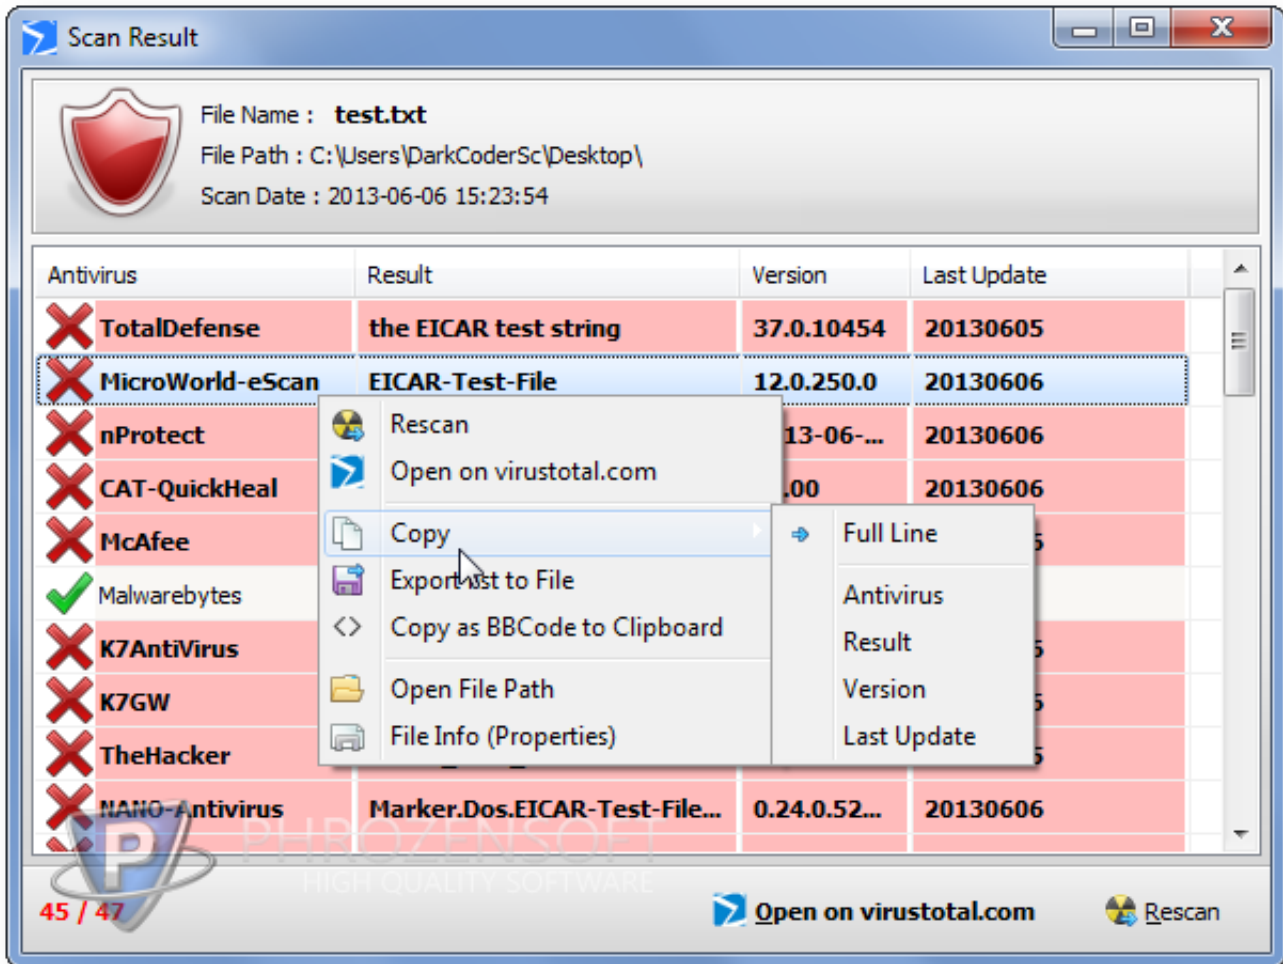 Scan Result
File Name : test.txt
File Path : C:\Users\DarkCoderSc\Desktop\
Scan Date : 2013-06-06 15:23:54
Antivirus Result Version Last Update
TotalDefense the EICAR test string 37.0.10454 20130605
MicroWorld-eScan EICAR-Test-File 12.0.250.0 20130606
nProtect 13-06-... 20130606
CAT-QuickHeal .00 20130606
McAfee
Malwarebytes
K7AntiVirus
K7GW
TheHacker
NANO-Antivirus Marker.Dos.EICAR-Test-File... 0.24.0.52... 20130606
Rescan
Open on virustotal.com
Copy
Export to File
Copy as BBCode to Clipboard
Open File Path
File Info (Properties)
Full Line
Antivirus
Result
Version
Last Update
P PHROZENSOFT
HIGH QUALITY SOFTWARE
45 / 47 Open on virustotal.com Rescan